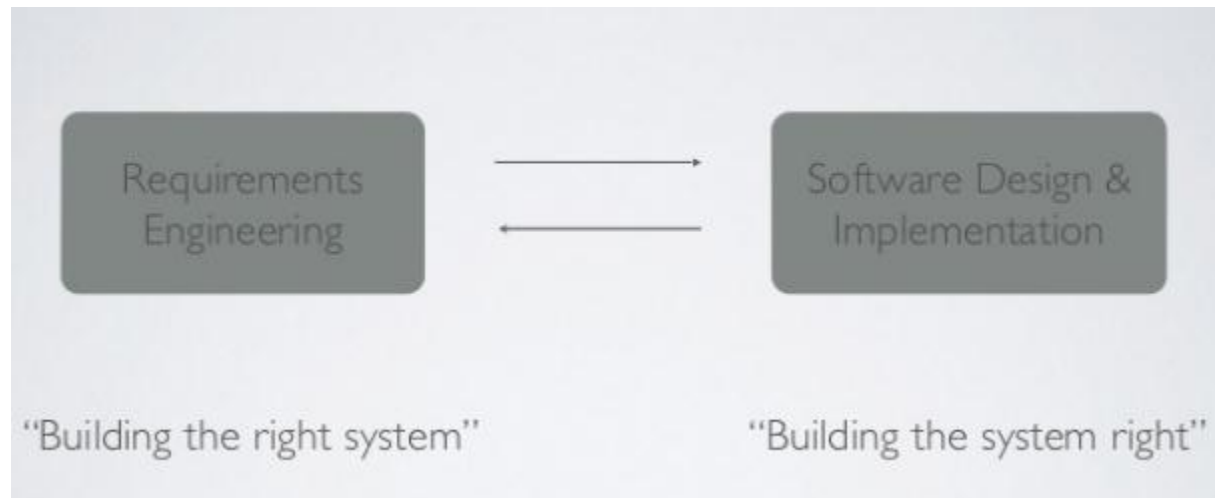 Requirements
Engineering
Software Design &
Implementation
“Building the right system”
“Building the system right”